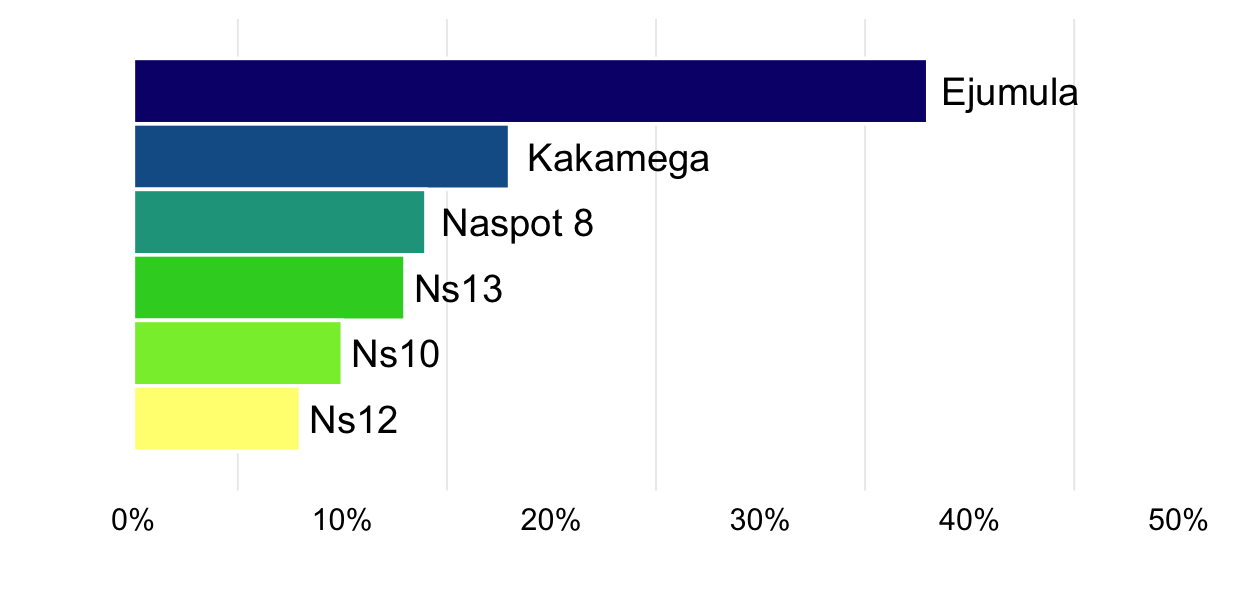 Ejumula
Kakamega
Naspot 8
Ns13
Ns10
Ns12
0% 10% 20% 30% 40% 50%